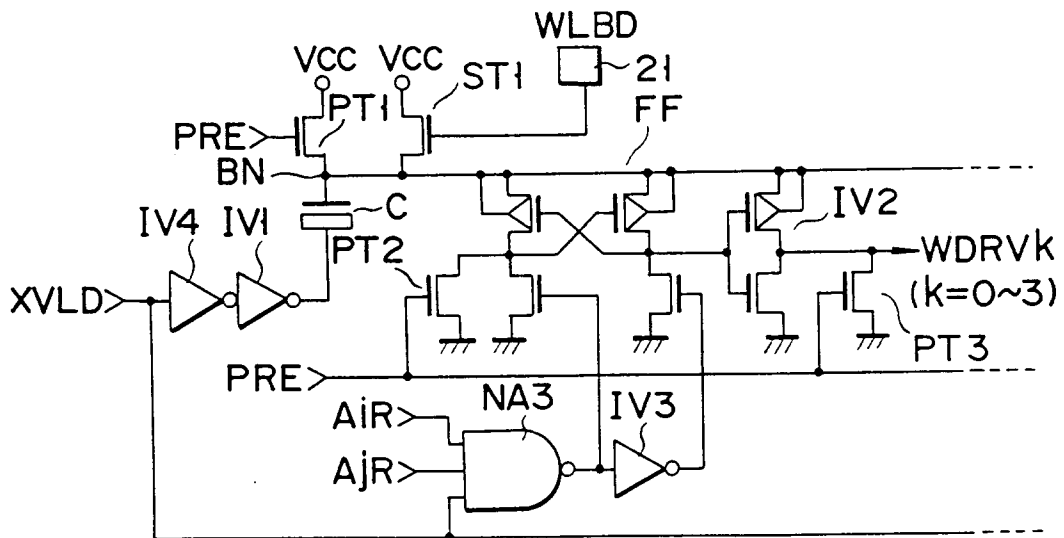 WLBD
VCC VCC
ST1
21
PT1
FF
PRE
BN
C
IV4 IV1
PT2
IV2
XVLD
WDRVk
(k=0~3)
PT3
PRE
NA3
IV3
AiR
AjR